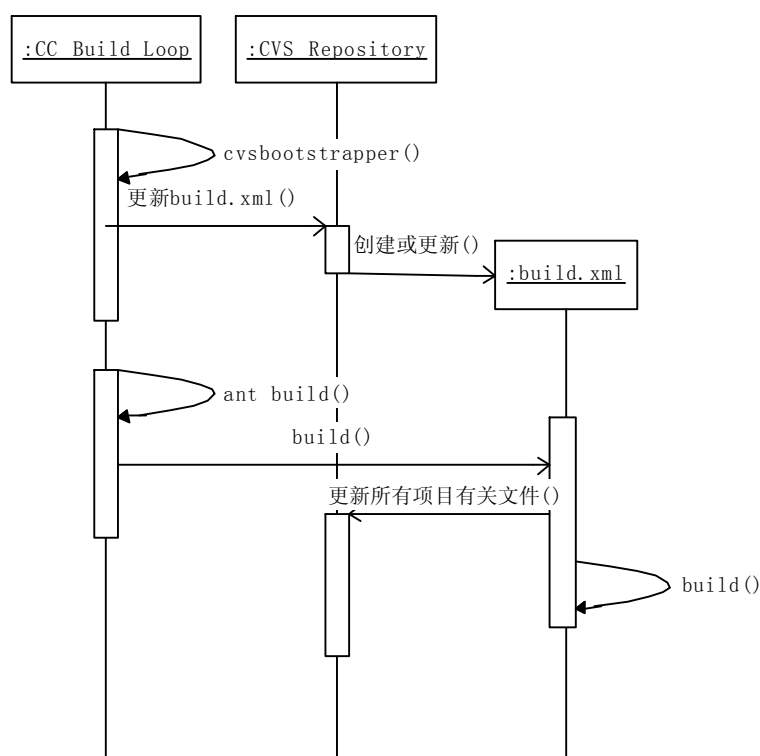 :CC Build Loop
:CVS Repository
cvsbootstrapper()
更新build.xml()
创建或更新()
:build.xml
ant build()
build()
更新所有项目有关文件()
build()